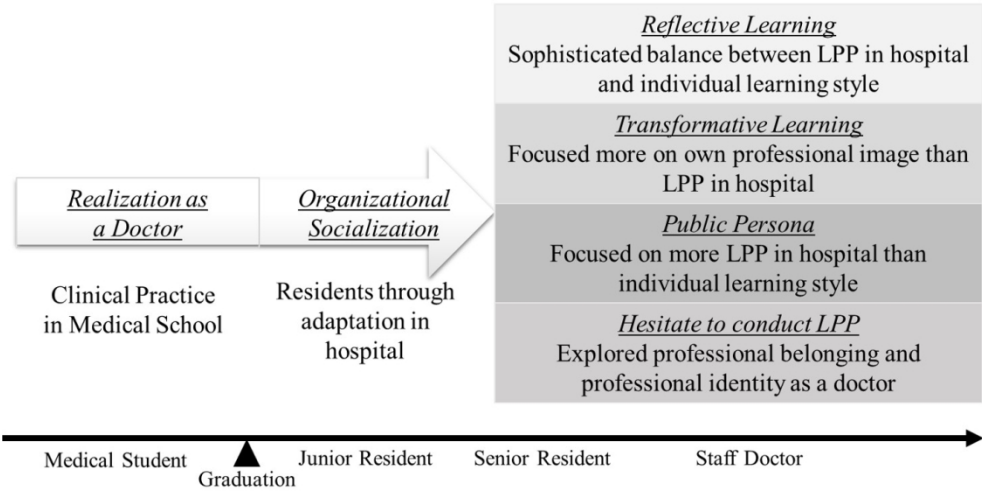 Realization as
a Doctor
Clinical Practice
in Medical School
Organizational
Socialization
Residents through
adaptation in
hospital
Reflective Learning
Sophisticated balance between LPP in hospital
and individual learning style
Transformative Learning
Focused more on own professional image than
LPP in hospital
Public Persona
Focused on more LPP in hospital than
individual learning style
Hesitate to conduct LPP
Explored professional belonging and
professional identity as a doctor
Medical Student
Graduation
Junior Resident
Senior Resident
Staff Doctor